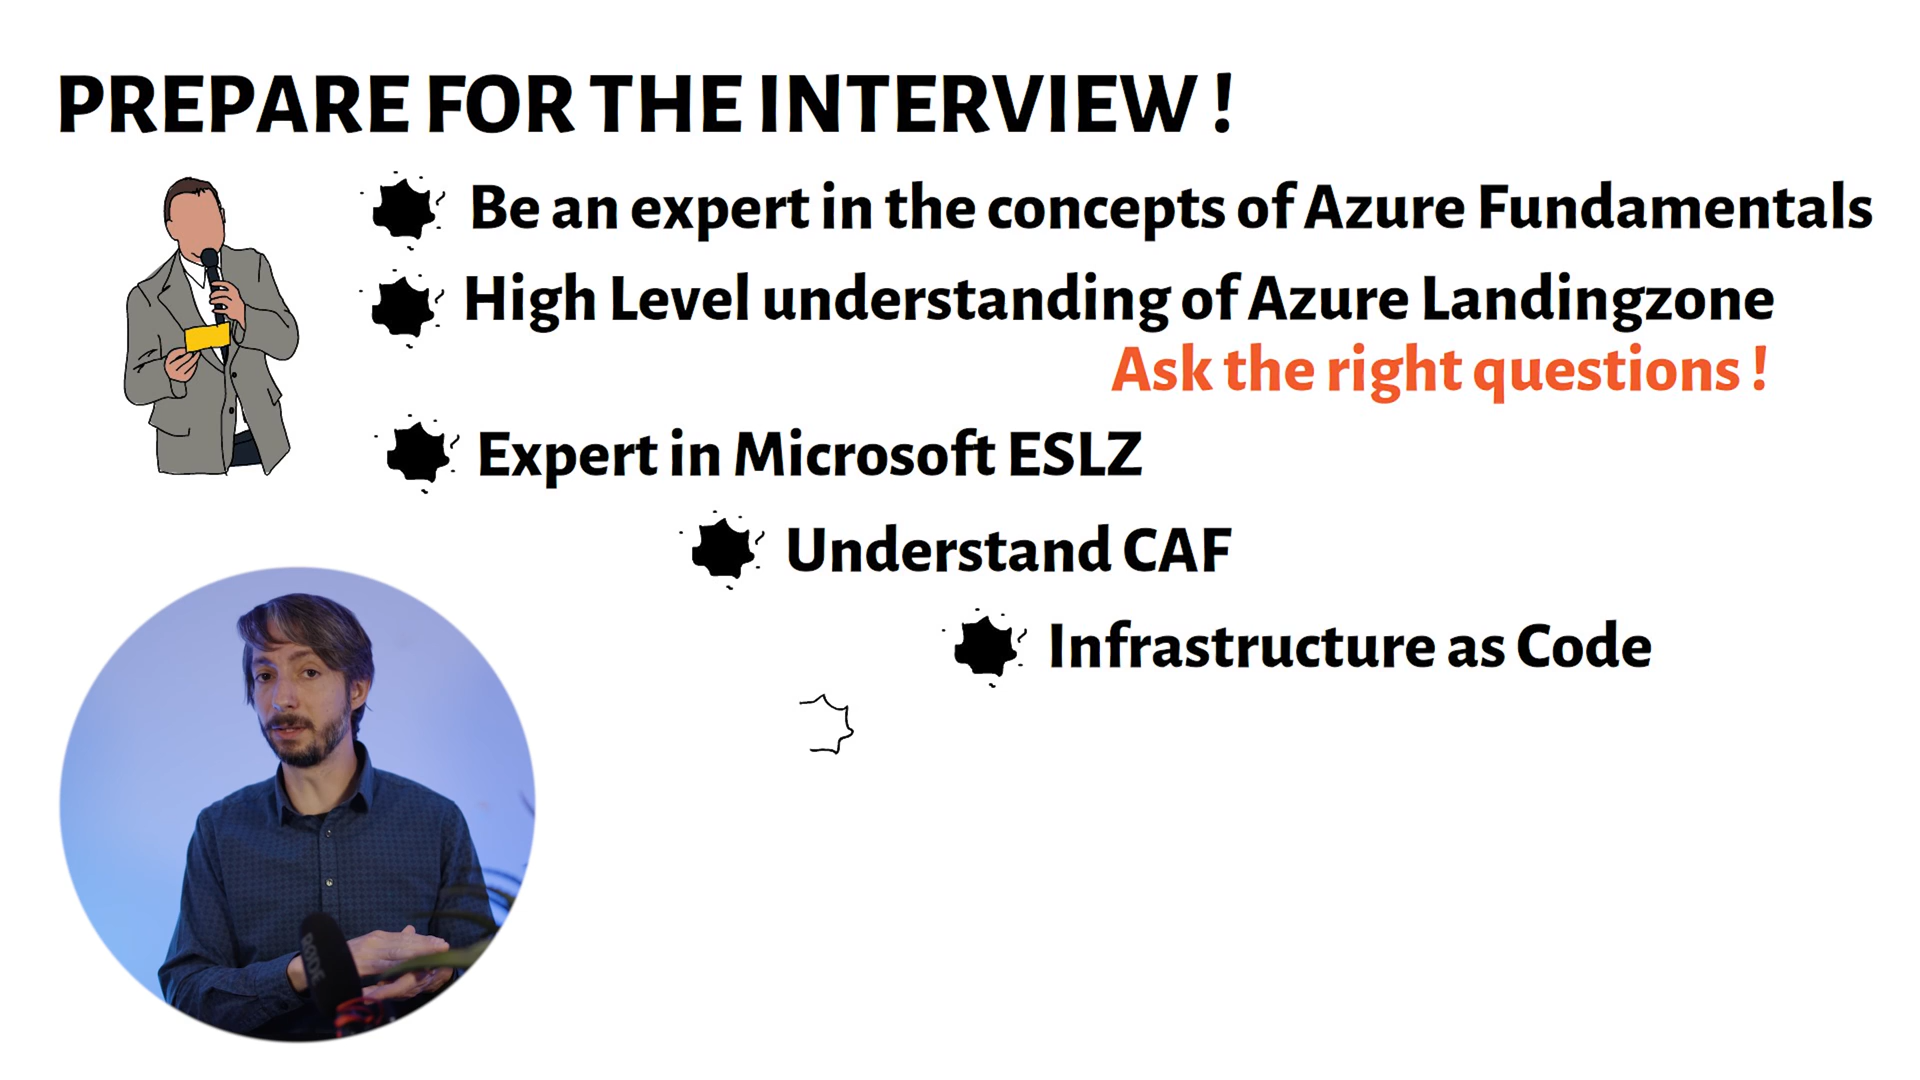 PREPARE FOR THE INTERVIEW !
Be an expert in the concepts of Azure Fundamentals
High Level understanding of Azure Landingzone
Ask the right questions !
Expert in Microsoft ESLZ
Understand CAF
Infrastructure as Code
RODE